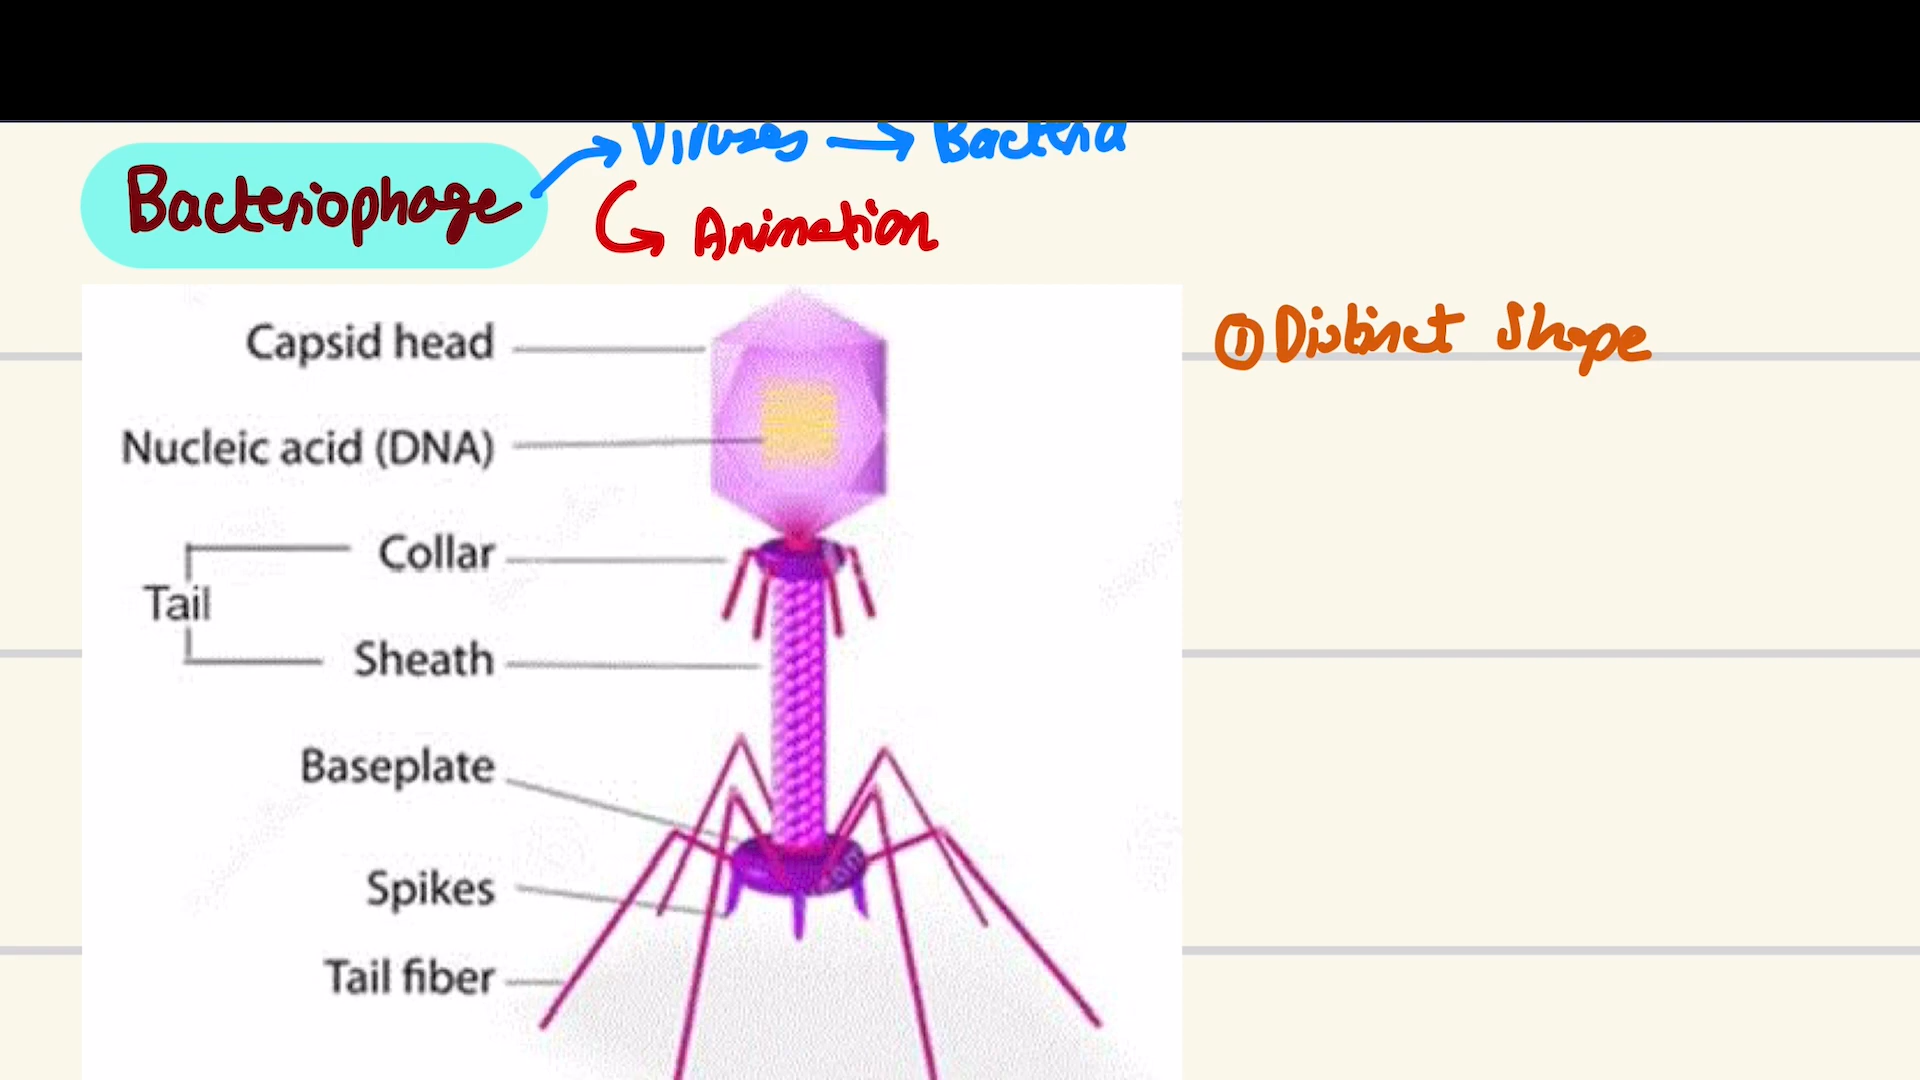 Viruses → Bacteria
Bacteriophage
Animation
Capsid head
① Distinct Shape
Nucleic acid (DNA)
Collar
Tail
Sheath
Baseplate
Spikes
Tail fiber